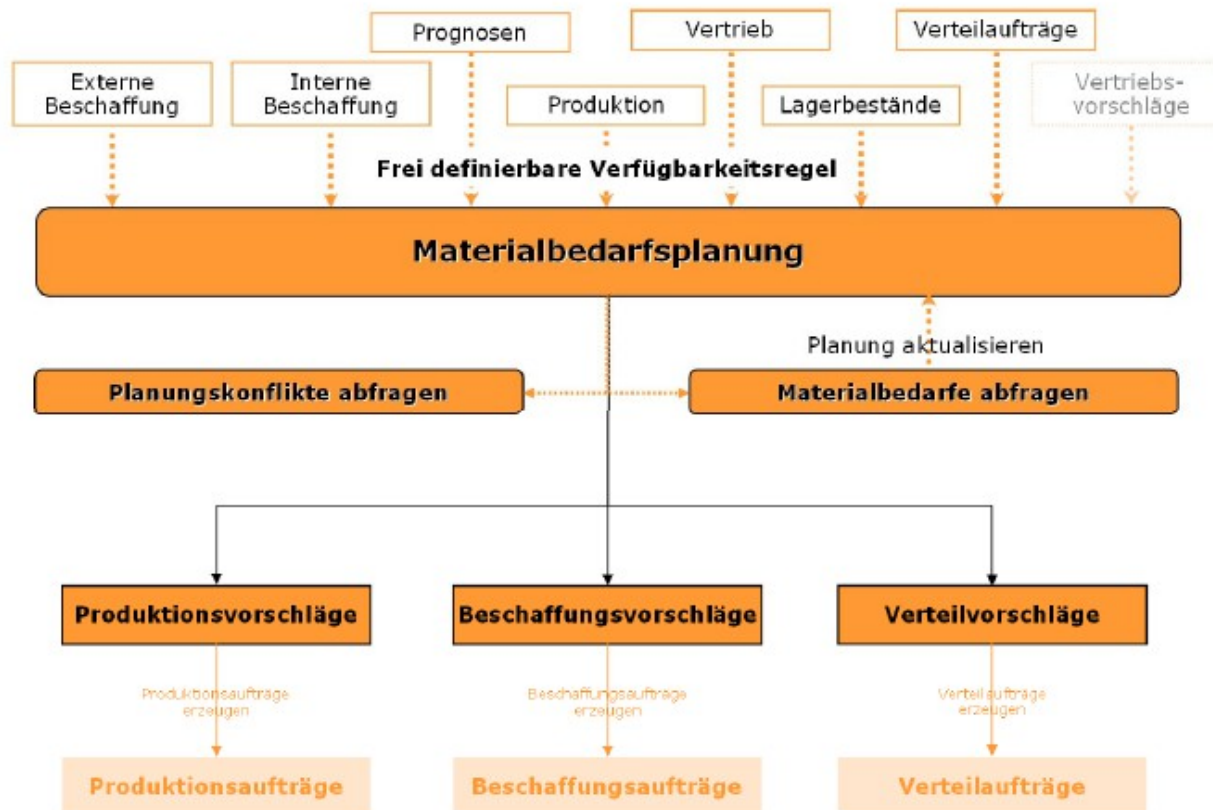 Prognosen
Vertrieb
Verteilaufträge
Externe
Beschaffung
Interne
Beschaffung
Produktion
Lagerbestände
Vertriebs-
vorschläge
Frei definierbare Verfügbarkeitsregel
Materialbedarfsplanung
Planung aktualisieren
Planungskonflikte abfragen
Materialbedarfe abfragen
Produktionsvorschläge
Beschaffungsvorschläge
Verteilvorschläge
Produktionsaufträge
erzeugen
Beschaffungsaufträge
erzeugen
Verteilaufträge
erzeugen
Produktionsaufträge
Beschaffungsaufträge
Verteilaufträge